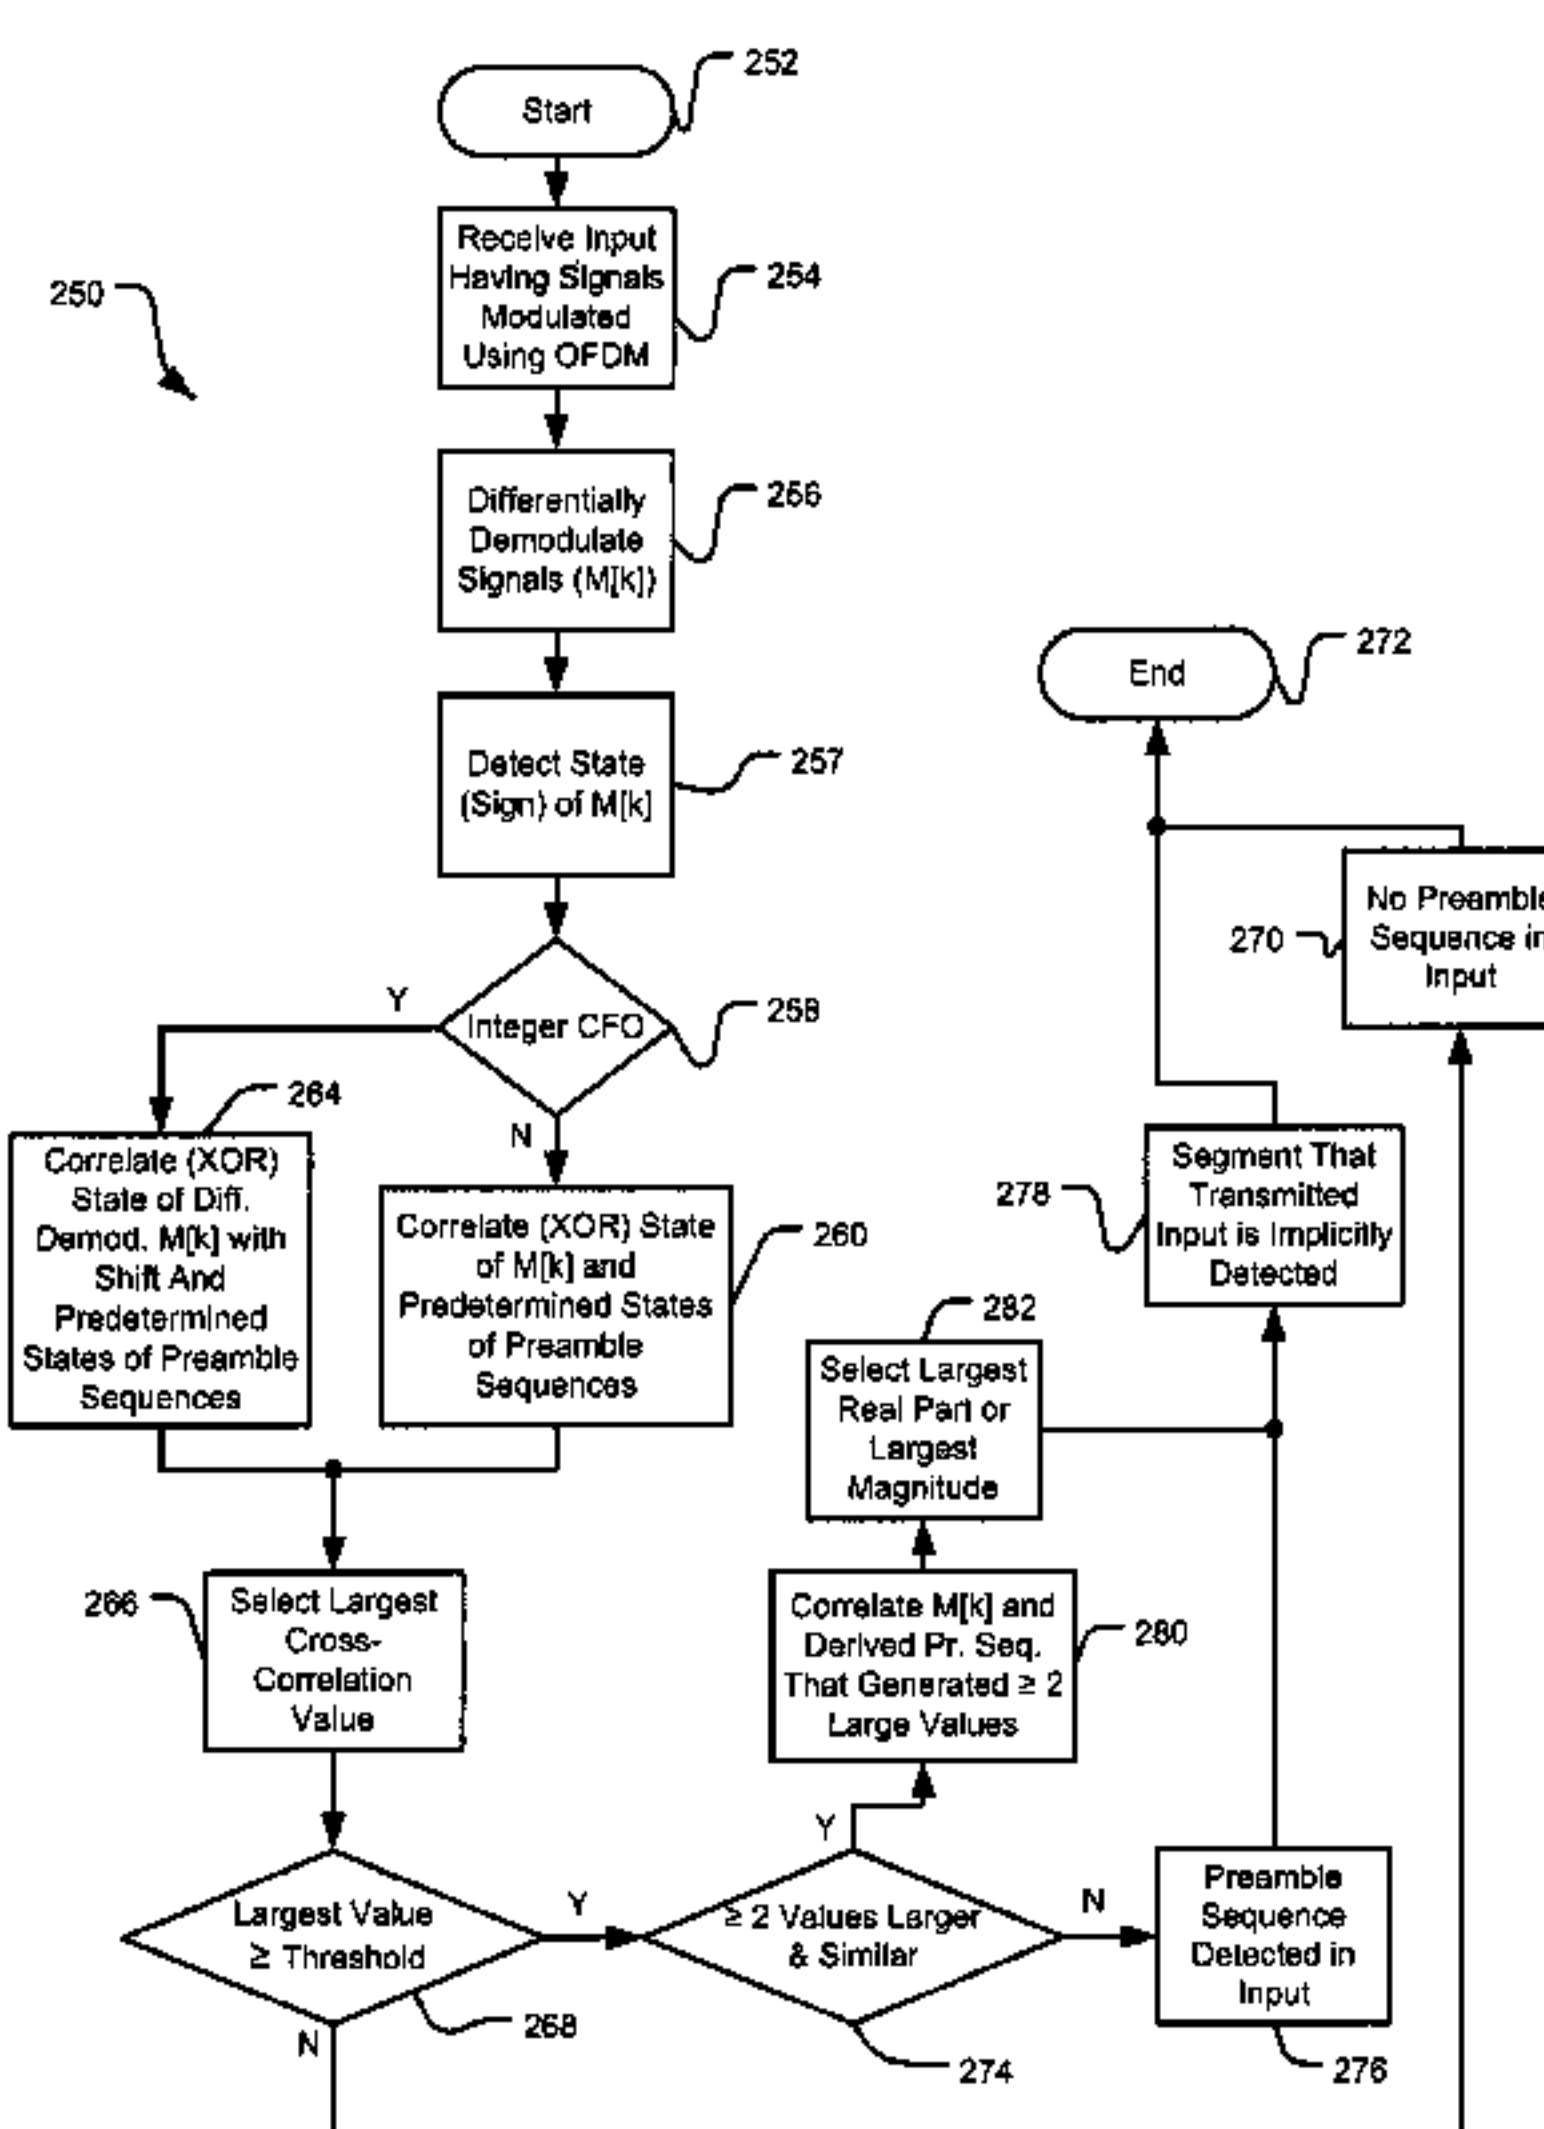 252
Start
Receive Input
Having Signals
Modulated
Using OFDM
254
250
Differentially
Demodulate
Signals (M[k])
256
Detect State
(Sign) of M[k]
257
End
272
No Preamble
Sequence in
Input
270
Y
Integer CFO
258
N
264
Correlate (XOR)
State of Diff.
Demod. M[k] with
Shift And
Predetermined
States of Preamble
Sequences
Correlate (XOR) State
of M[k] and
Predetermined States
of Preamble
Sequences
260
Segment That
Transmitted
Input is Implicitly
Detected
278
282
Select Largest
Real Part or
Largest
Magnitude
266
Select Largest
Cross-
Correlation
Value
Correlate M[k] and
Derived Pr. Seq.
That Generated ≥ 2
Large Values
280
Largest Value
≥ Threshold
Y
N
268
≥ 2 Values Larger
& Similar
Y
N
274
Preamble
Sequence
Detected in
Input
276